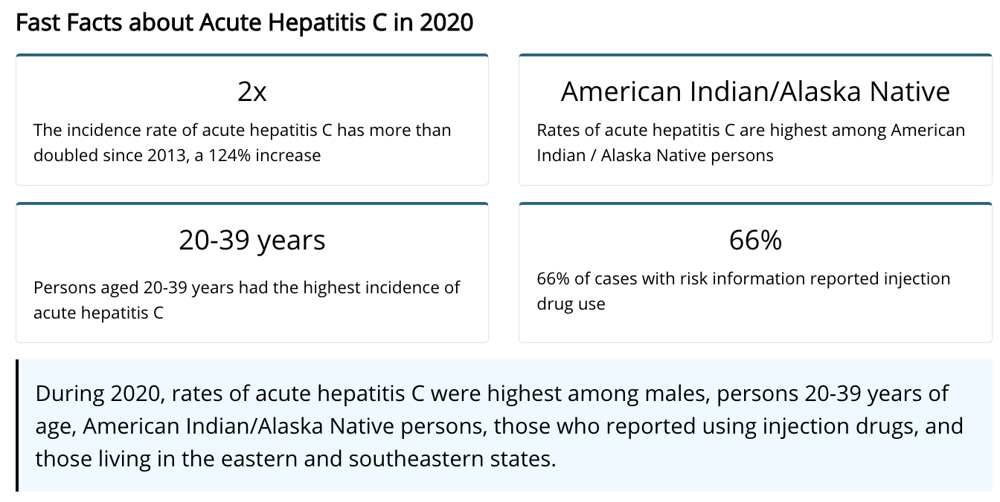 Fast Facts about Acute Hepatitis C in 2020
2x
The incidence rate of acute hepatitis C has more than
doubled since 2013, a 124% increase
American Indian/Alaska Native
Rates of acute hepatitis C are highest among American
Indian / Alaska Native persons
20-39 years
Persons aged 20-39 years had the highest incidence of
acute hepatitis C
66%
66% of cases with risk information reported injection
drug use
During 2020, rates of acute hepatitis C were highest among males, persons 20-39 years of
age, American Indian/Alaska Native persons, those who reported using injection drugs, and
those living in the eastern and southeastern states.